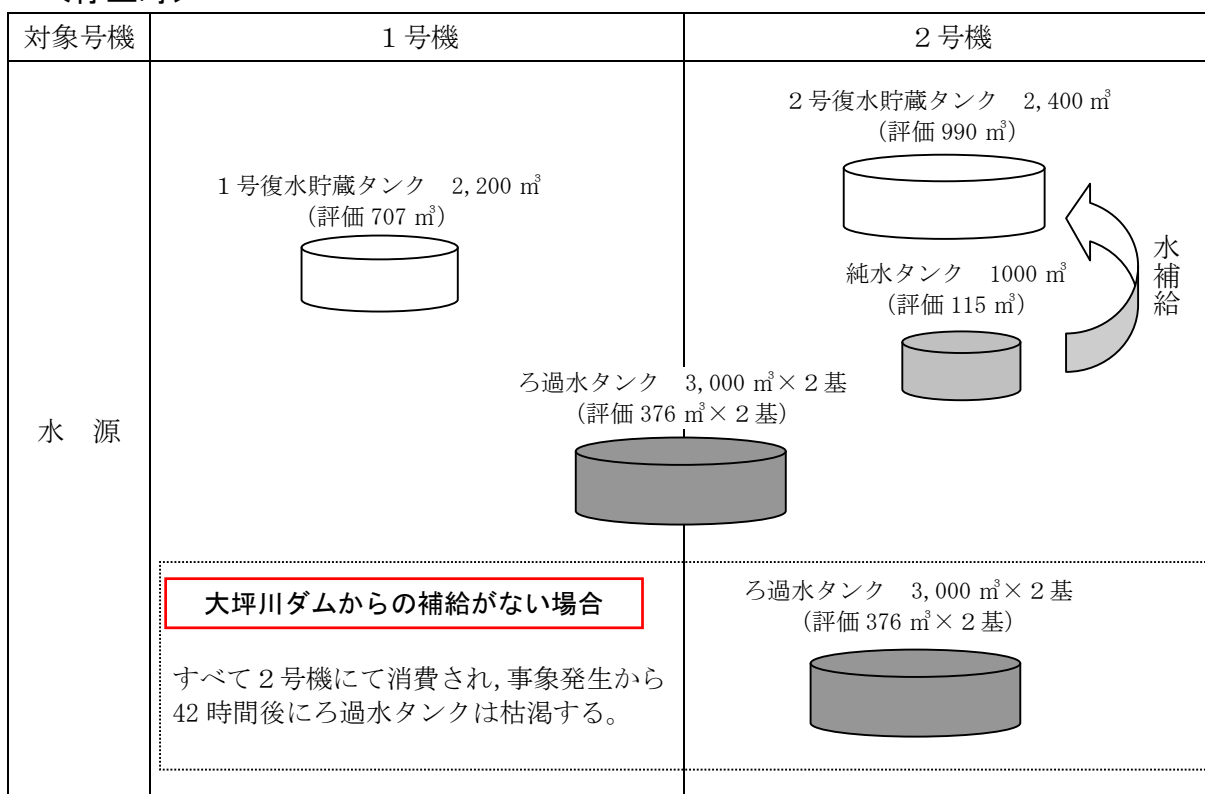 対象号機
１号機
２号機
２号復水貯蔵タンク　2,400 ㎥
（評価 990 ㎥）
１号復水貯蔵タンク　2,200 ㎥
（評価 707 ㎥）
純水タンク　1000 ㎥
（評価 115 ㎥）
水補給
ろ過水タンク　3,000 ㎥×２基
（評価 376 ㎥×２基）
水　源
大坪川ダムからの補給がない場合
すべて２号機にて消費され,事象発生から
42 時間後にろ過水タンクは枯渇する。
ろ過水タンク　3,000 ㎥×２基
（評価 376 ㎥×２基）